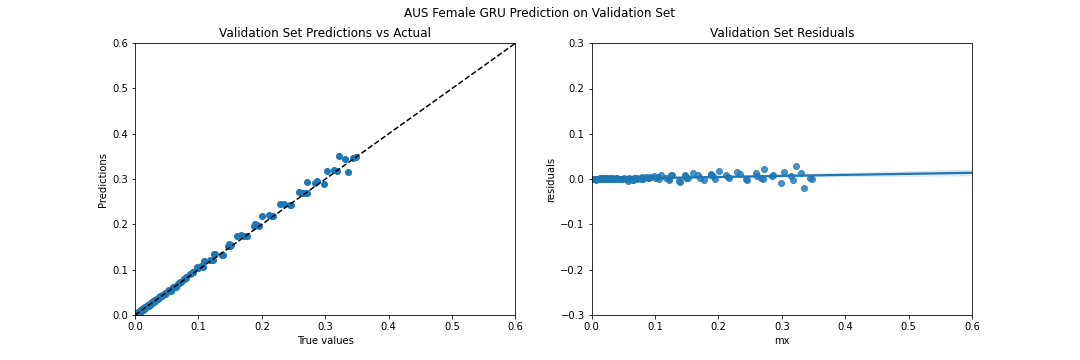 AUS Female GRU Prediction on Validation Set
Validation Set Predictions vs Actual
0.6
0.5
0.4
0.3
0.2
0.1
0.0
Predictions
0.0 0.1 0.2 0.3 0.4 0.5 0.6
True values
Validation Set Residuals
0.3
0.2
0.1
0.0
−0.1
−0.2
−0.3
residuals
0.0 0.1 0.2 0.3 0.4 0.5 0.6
mx